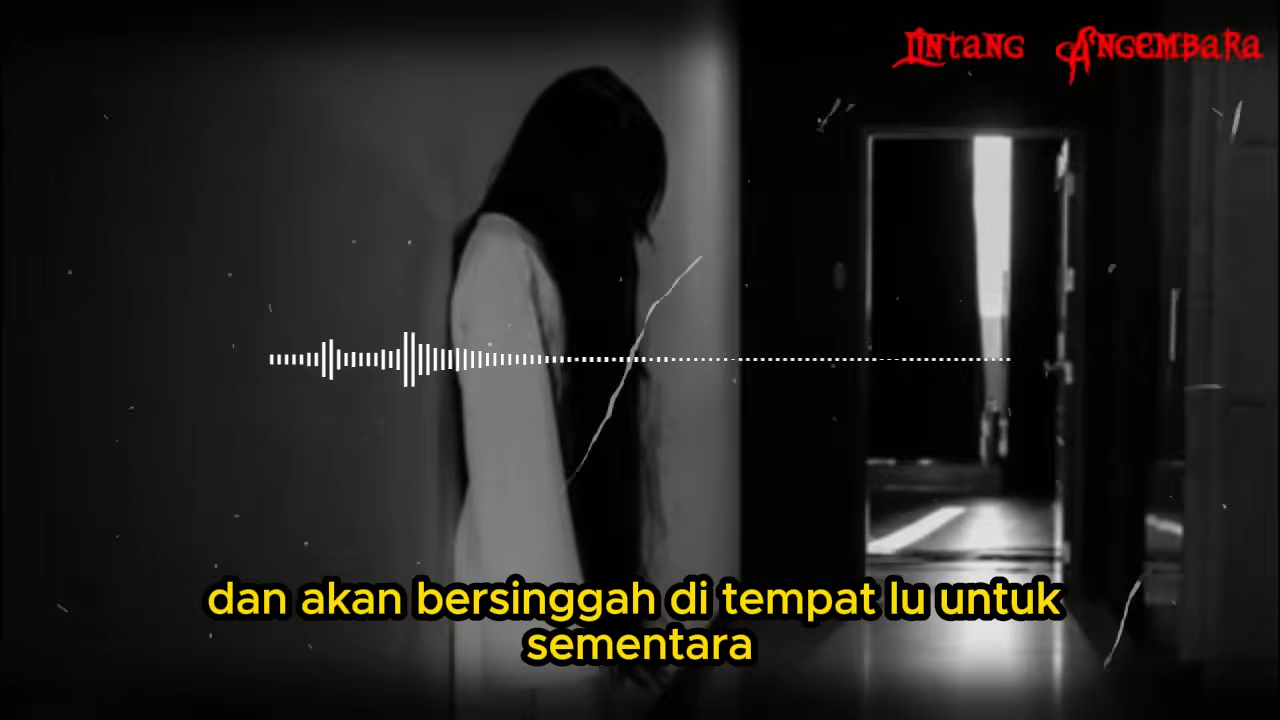 Lintang Angembara
dan akan bersinggah di tempat lu untuk
sementara